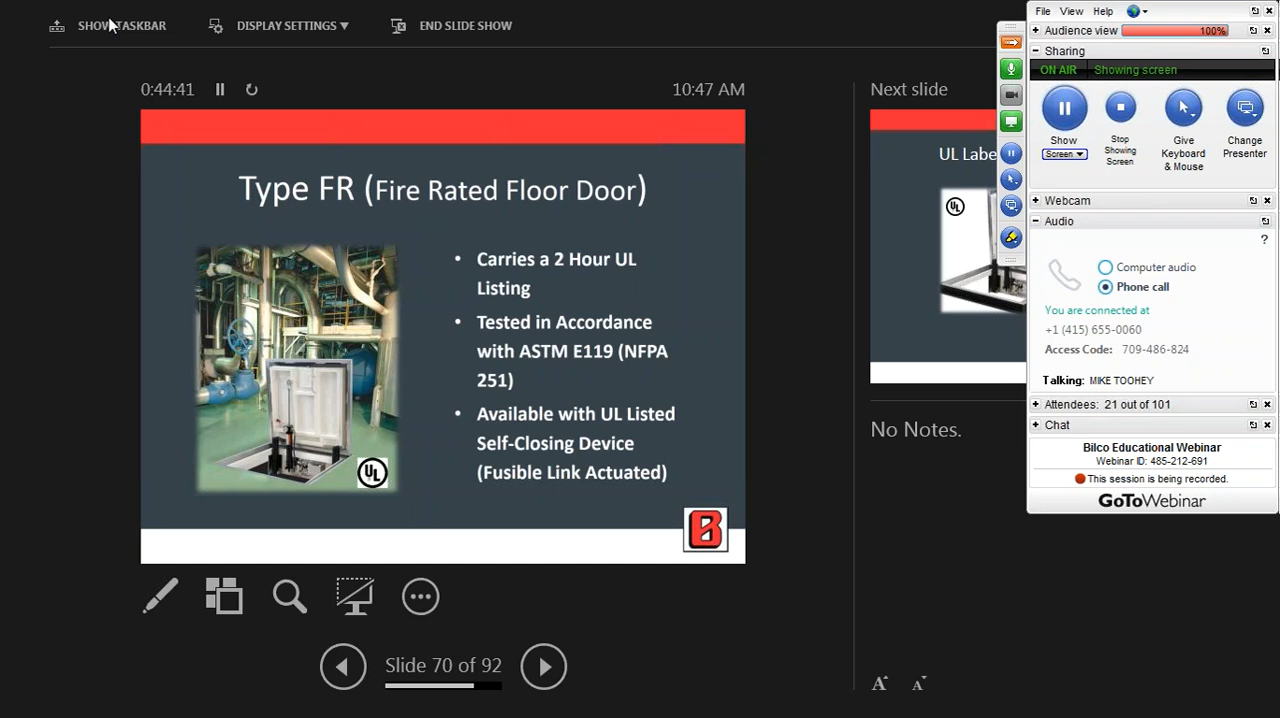 SHOW TASKBAR
DISPLAY SETTINGS ▼
END SLIDE SHOW
0:44:41
10:47 AM
Type FR (Fire Rated Floor Door)
• Carries a 2 Hour UL
Listing
• Tested in Accordance
with ASTM E119 (NFPA
251)
• Available with UL Listed
Self-Closing Device
(Fusible Link Actuated)
UL
B
Slide 70 of 92
Next slide
UL Labe
UL
No Notes.
A
A
File View Help
Audience view 100%
Sharing
ON AIR Showing screen
Show
Screen
Stop
Showing
Screen
Give
Keyboard
& Mouse
Change
Presenter
Webcam
Audio
?
Computer audio
Phone call
You are connected at
+1 (415) 655-0060
Access Code: 709-486-824
Talking: MIKE TOOHEY
Attendees: 21 out of 101
Chat
Bilco Educational Webinar
Webinar ID: 485-212-691
This session is being recorded.
GoToWebinar